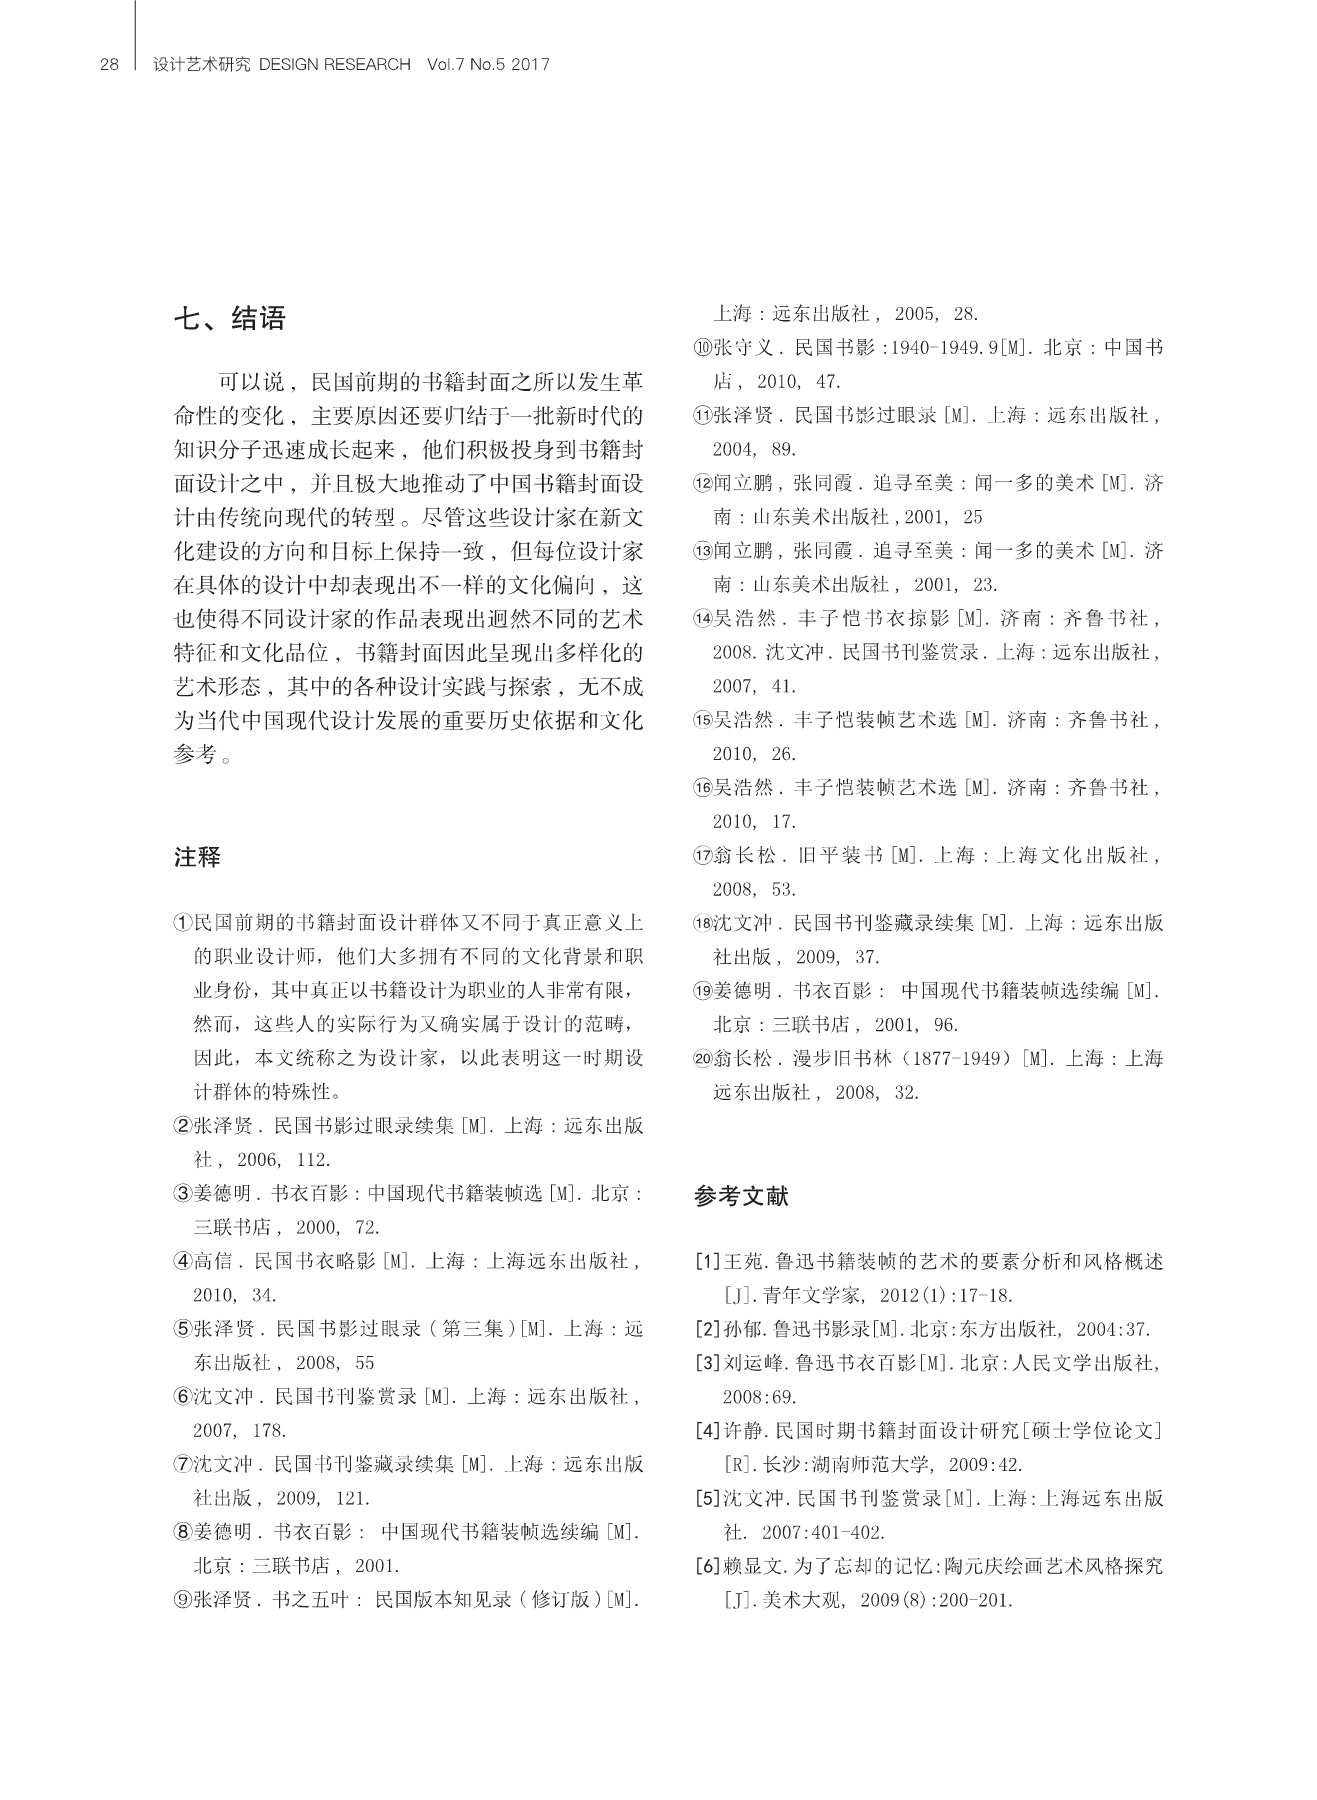 28 设计艺术研究 DESIGN RESEARCH Vol.7 No.5 2017
七、结语
可以说，民国前期的书籍封面之所以发生革
命性的变化，主要原因还要归结于一批新时代的
知识分子迅速成长起来，他们积极投身到书籍封
面设计之中，并且极大地推动了中国书籍封面设
计由传统向现代的转型。尽管这些设计家在新文
化建设的方向和目标上保持一致，但每位设计家
在具体的设计中却表现出不一样的文化偏向，这
也使得不同设计家的作品表现出迥然不同的艺术
特征和文化品位，书籍封面因此呈现出多样化的
艺术形态，其中的各种设计实践与探索，无不成
为当代中国现代设计发展的重要历史依据和文化
参考。
注释
①民国前期的书籍封面设计群体又不同于真正意义上
的职业设计师，他们大多拥有不同的文化背景和职
业身份，其中真正以书籍设计为职业的人非常有限，
然而，这些人的实际行为又确实属于设计的范畴，
因此，本文统称之为设计家，以此表明这一时期设
计群体的特殊性。
②张泽贤. 民国书影过眼录续集[M]. 上海：远东出版
社，2006, 112.
③姜德明. 书衣百影：中国现代书籍装帧选[M]. 北京：
三联书店，2000, 72.
④高信. 民国书衣略影[M]. 上海：上海远东出版社，
2010, 34.
⑤张泽贤. 民国书影过眼录（第三集）[M]. 上海：远
东出版社，2008, 55
⑥沈文冲. 民国书刊鉴赏录[M]. 上海：远东出版社，
2007, 178.
⑦沈文冲. 民国书刊鉴藏录续集[M]. 上海：远东出版
社出版，2009, 121.
⑧姜德明. 书衣百影： 中国现代书籍装帧选续编[M].
北京：三联书店，2001.
⑨张泽贤. 书之五叶： 民国版本知见录（修订版）[M].
上海：远东出版社，2005, 28.
⑩张守义. 民国书影:1940-1949.9[M]. 北京：中国书
店，2010, 47.
⑪张泽贤. 民国书影过眼录[M]. 上海：远东出版社，
2004, 89.
⑫闻立鹏，张同霞. 追寻至美：闻一多的美术[M]. 济
南：山东美术出版社,2001, 25
⑬闻立鹏，张同霞. 追寻至美：闻一多的美术[M]. 济
南：山东美术出版社，2001, 23.
⑭吴浩然. 丰子恺书衣掠影[M]. 济南：齐鲁书社，
2008. 沈文冲. 民国书刊鉴赏录. 上海：远东出版社，
2007, 41.
⑮吴浩然. 丰子恺装帧艺术选[M]. 济南：齐鲁书社，
2010, 26.
⑯吴浩然. 丰子恺装帧艺术选[M]. 济南：齐鲁书社，
2010, 17.
⑰翁长松. 旧平装书[M]. 上海：上海文化出版社，
2008, 53.
⑱沈文冲. 民国书刊鉴藏录续集[M]. 上海：远东出版
社出版，2009, 37.
⑲姜德明. 书衣百影： 中国现代书籍装帧选续编[M].
北京：三联书店，2001, 96.
⑳翁长松. 漫步旧书林（1877-1949）[M]. 上海：上海
远东出版社，2008, 32.
参考文献
[1]王苑.鲁迅书籍装帧的艺术的要素分析和风格概述
[J].青年文学家, 2012(1):17-18.
[2]孙郁.鲁迅书影录[M].北京:东方出版社, 2004:37.
[3]刘运峰.鲁迅书衣百影[M].北京:人民文学出版社,
2008:69.
[4]许静.民国时期书籍封面设计研究[硕士学位论文]
[R].长沙:湖南师范大学, 2009:42.
[5]沈文冲.民国书刊鉴赏录[M].上海:上海远东出版
社. 2007:401-402.
[6]赖显文.为了忘却的记忆:陶元庆绘画艺术风格探究
[J].美术大观, 2009(8):200-201.